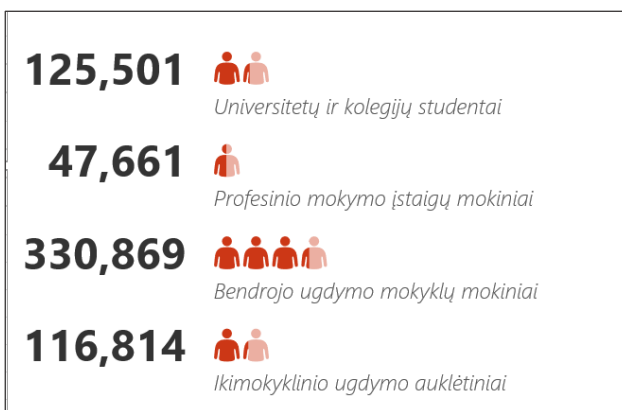 125,501
Universitetų ir kolegijų studentai
47,661
Profesinio mokymo įstaigų mokiniai
330,869
Bendrojo ugdymo mokyklų mokiniai
116,814
Ikimokyklinio ugdymo auklėtiniai